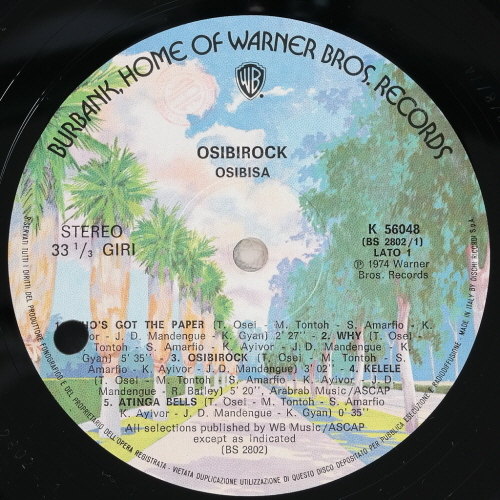 BURBANK, HOME OF WARNER BROS. RECORDS
WB
OSIBIROCK
OSIBISA
STEREO
33 1/3 GIRI
K 56048
(BS 2802/1)
LATO 1
℗ 1974 Warner
Bros. Records
HO'S GOT THE PAPER (T. Osei - M. Tontoh - S. Amarfio - K.
Ayivor - J. D. Mandengue - K. Gyan) 2' 27" - 2. WHY (T. Osei -
M. Tontoh - S. Amarfio - K. Ayivor - J. D. Mandengue - K.
Gyan) 5' 35" - 3. OSIBIROCK (T. Osei - M. Tontoh - S.
Amarfio - K. Ayivor - J. D. Mandengue) 3' 02" - 4. KELELE
(T. Osei - M. Tontoh - S. Amarfio - K. Ayivor - J. D.
Mandengue - R. Bailey) 5' 20", Ararab Music/ASCAP
5. ATINGA BELLS (T. Osei - M. Tontoh - S. Amarfio
K. Ayivor - J. D. Mandengue - K. Gyan) 0' 35"
All selections published by WB Music/ASCAP
except as indicated
(BS 2802)
MADE IN ITALY BY DISCHI RICORDI S.p.A.
RISERVATI TUTTI I DIRITTI DEL PRODUTTORE FONOGRAFICO E DEL PROPRIETARIO DELL'OPERA REGISTRATA - VIETATA DUPLICAZIONE UTILIZZAZIONE DI QUESTO DISCO DEPOSITATO PER PUBBLICA ESECUZIONE E RADIODIFFUSIONE.